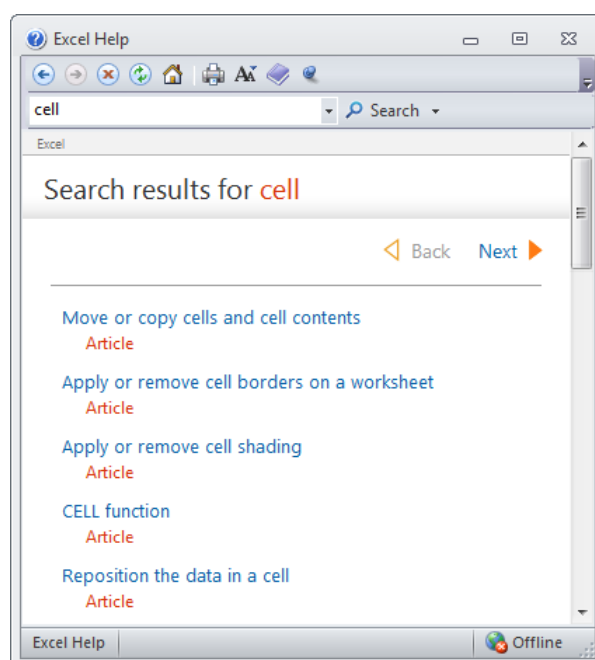 Excel Help
cell
Search
Excel
Search results for cell
Back Next
Move or copy cells and cell contents
Article
Apply or remove cell borders on a worksheet
Article
Apply or remove cell shading
Article
CELL function
Article
Reposition the data in a cell
Article
Excel Help Offline